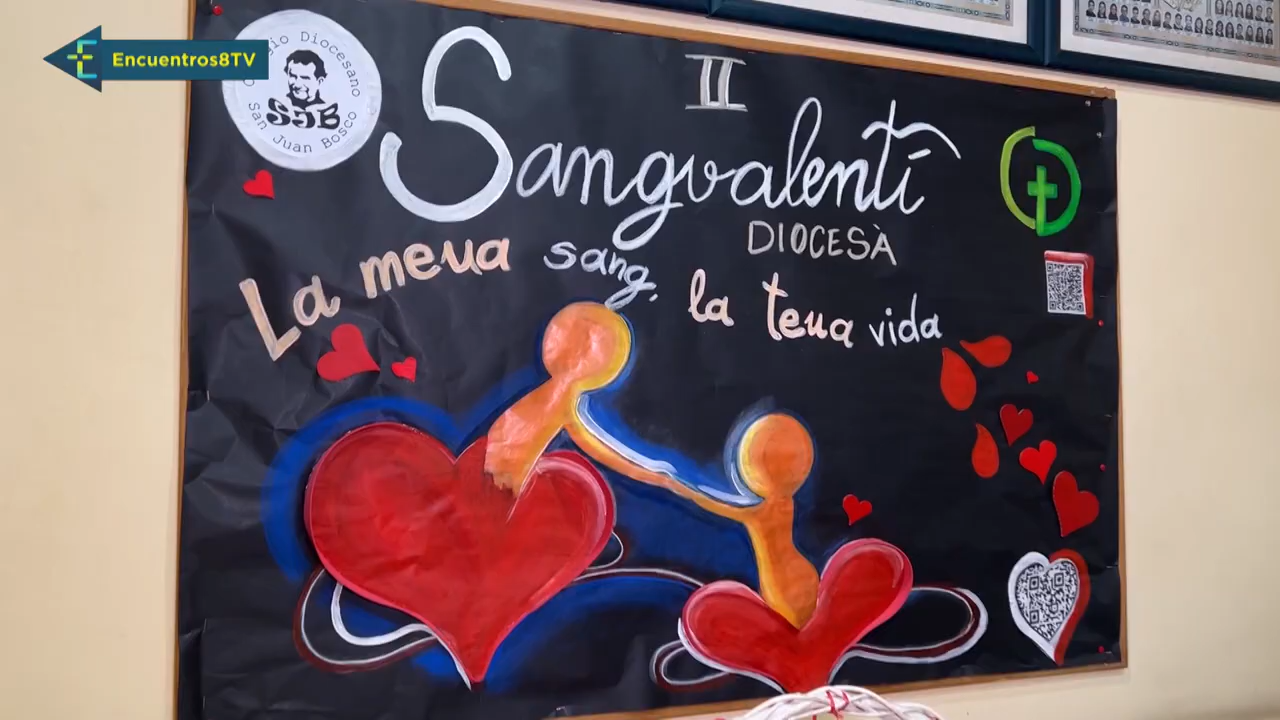 Encuentros8TV
Colegio Diocesano
SJB
San Juan Bosco
II
Sangvalentí
DIOCESÀ
La meua sang, la teua vida